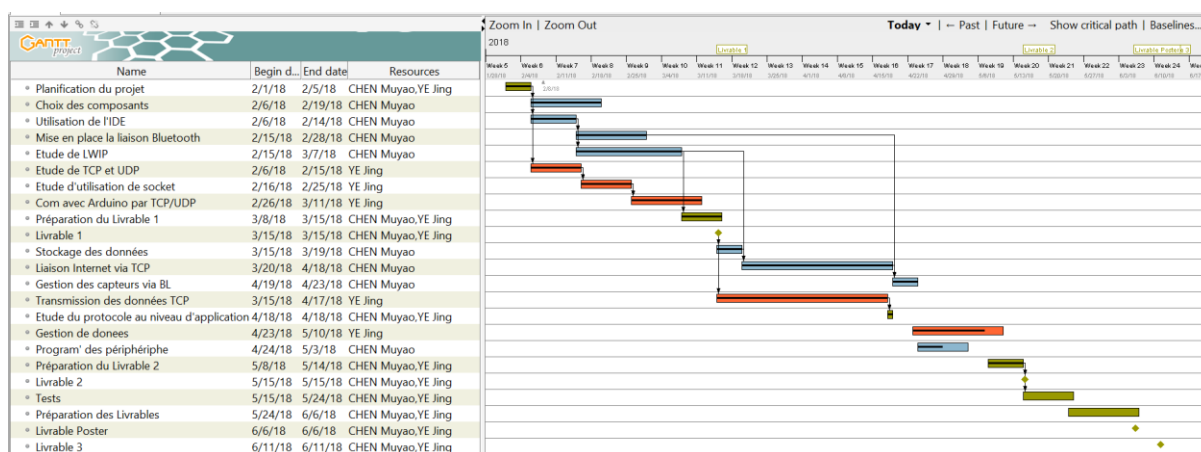 Zoom In | Zoom Out
Today ▾ | ← Past | Future → Show critical path | Baselines...
GANTT project
2018
Livrable 1
Livrable 2
Livrable Poster 3
Week 5 Week 6 Week 7 Week 8 Week 9 Week 10 Week 11 Week 12 Week 13 Week 14 Week 15 Week 16 Week 17 Week 18 Week 19 Week 20 Week 21 Week 22 Week 23 Week 24
Name Begin d... End date Resources
Planification du projet 2/1/18 2/5/18 CHEN Muyao,YE Jing
Choix des composants 2/6/18 2/19/18 CHEN Muyao
Utilisation de l'IDE 2/6/18 2/14/18 CHEN Muyao
Mise en place la liaison Bluetooth 2/15/18 2/28/18 CHEN Muyao
Etude de LWIP 2/15/18 3/7/18 CHEN Muyao
Etude de TCP et UDP 2/6/18 2/15/18 YE Jing
Etude d'utilisation de socket 2/16/18 2/25/18 YE Jing
Com avec Arduino par TCP/UDP 2/26/18 3/11/18 YE Jing
Préparation du Livrable 1 3/8/18 3/15/18 CHEN Muyao,YE Jing
Livrable 1 3/15/18 3/15/18 CHEN Muyao,YE Jing
Stockage des données 3/15/18 3/19/18 CHEN Muyao
Liaison Internet via TCP 3/20/18 4/18/18 CHEN Muyao
Gestion des capteurs via BL 4/19/18 4/23/18 CHEN Muyao
Transmission des données TCP 3/15/18 4/17/18 YE Jing
Etude du protocole au niveau d'application 4/18/18 4/18/18 CHEN Muyao,YE Jing
Gestion de donees 4/23/18 5/10/18 YE Jing
Program' des périphériphe 4/24/18 5/3/18 CHEN Muyao
Préparation du Livrable 2 5/8/18 5/14/18 CHEN Muyao,YE Jing
Livrable 2 5/15/18 5/15/18 CHEN Muyao,YE Jing
Tests 5/15/18 5/24/18 CHEN Muyao,YE Jing
Préparation des Livrables 5/24/18 6/6/18 CHEN Muyao,YE Jing
Livrable Poster 6/6/18 6/6/18 CHEN Muyao,YE Jing
Livrable 3 6/11/18 6/11/18 CHEN Muyao,YE Jing